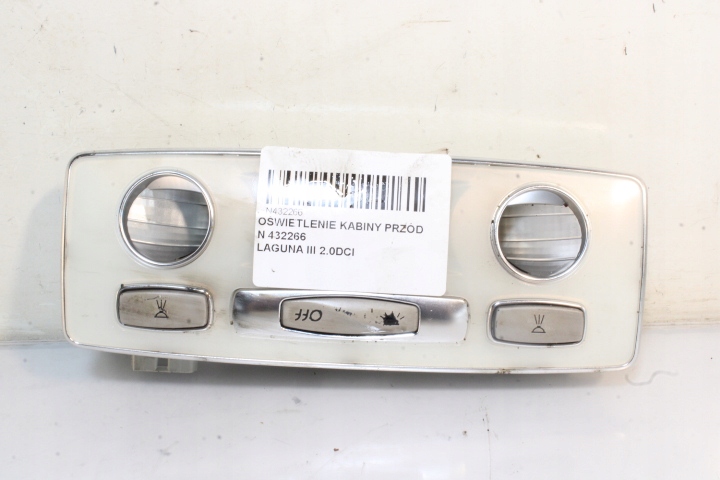 N432266
OSWIETLENIE KABINY PRZÓD
N 432266
LAGUNA III 2.0DCI
OFF